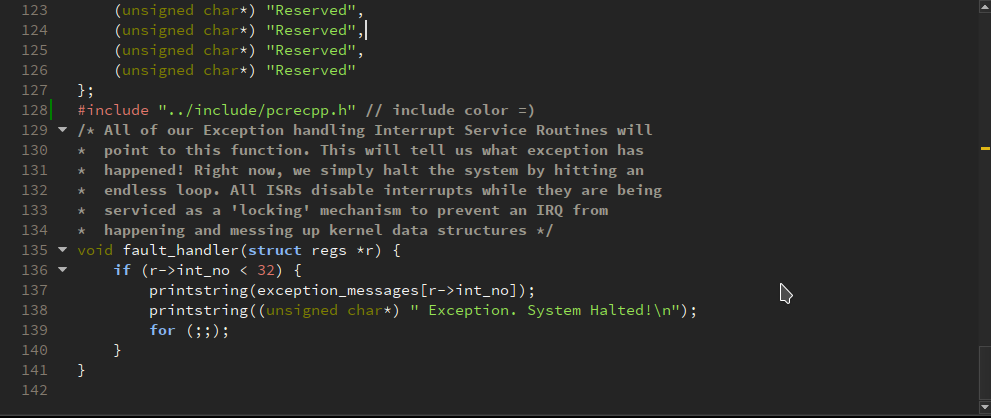 123 (unsigned char*) "Reserved",
124 (unsigned char*) "Reserved",
125 (unsigned char*) "Reserved",
126 (unsigned char*) "Reserved"
127 };
128 #include "../include/pcrecpp.h" // include color =)
129 /* All of our Exception handling Interrupt Service Routines will
130 * point to this function. This will tell us what exception has
131 * happened! Right now, we simply halt the system by hitting an
132 * endless loop. All ISRs disable interrupts while they are being
133 * serviced as a 'locking' mechanism to prevent an IRQ from
134 * happening and messing up kernel data structures */
135 void fault_handler(struct regs *r) {
136 if (r->int_no < 32) {
137 printstring(exception_messages[r->int_no]);
138 printstring((unsigned char*) " Exception. System Halted!\n");
139 for (;;);
140 }
141 }
142